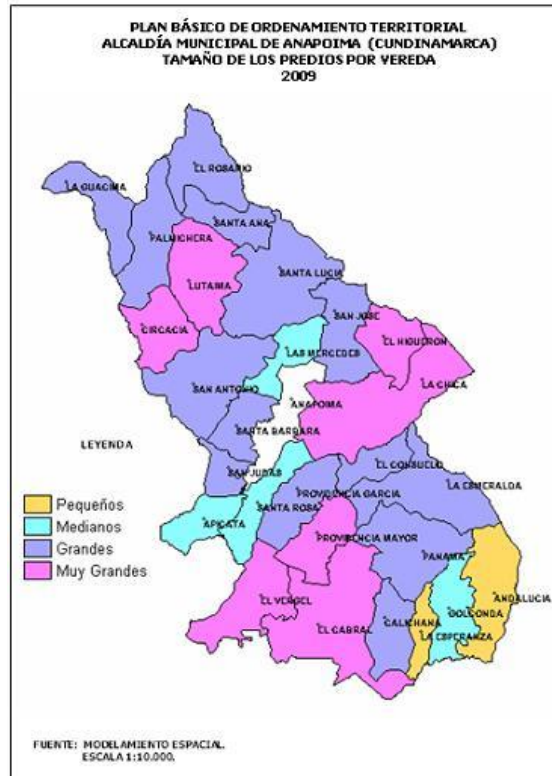 PLAN BÁSICO DE ORDENAMIENTO TERRITORIAL
ALCALDÍA MUNICIPAL DE ANAPOIMA (CUNDINAMARCA)
TAMAÑO DE LOS PREDIOS POR VEREDA
2009
EL ROSARIO
LA GUACIMA
SANTA ANA
PALMICHERA
SANTA LUCIA
LUTAIMA
SAN JOSE
CIRCACIA
EL HIGUERON
LAS MERCEDES
LA CHICA
SAN ANTONIO
ANAPOIMA
SANTA BARBARA
LEYENDA
EL CONSUELO
SAN JUDAS
LA ESMERALDA
PROVIDENCIA GARCIA
SANTA ROSA
Pequeños
Medianos
Grandes
Muy Grandes
APICATA
PROVIDENCIA MAYOR
PANAMA
ANDALUCIA
EL VERGEL
GOLCONDA
CALICHANA
EL CABRAL
LA ESPERANZA
FUENTE: MODELAMIENTO ESPACIAL.
ESCALA 1:10.000.